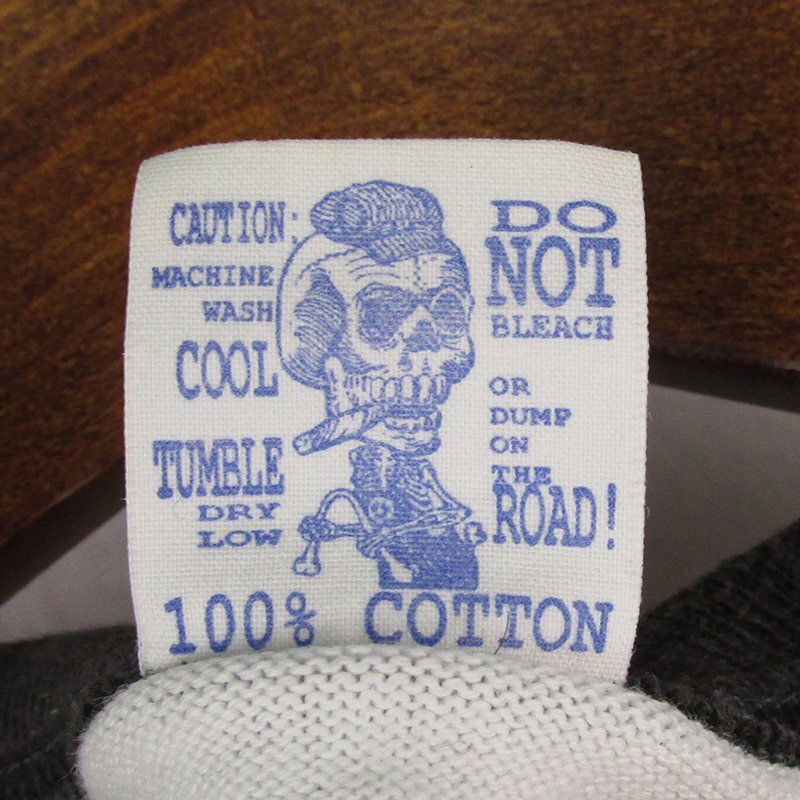 CAUTION:
MACHINE
WASH
COOL
TUMBLE
DRY
LOW
DO
NOT
BLEACH
OR
DUMP
ON
THE
ROAD!
100% COTTON